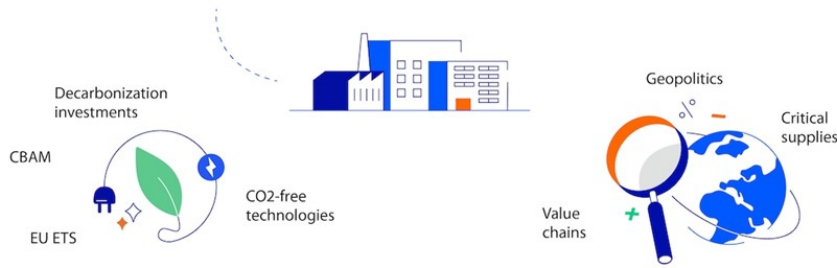 Decarbonization
investments
CBAM
EU ETS
CO2-free
technologies
Geopolitics
% −
Critical
supplies
Value
chains
+